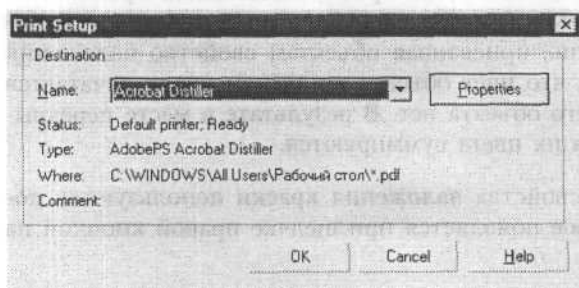 Print Setup
Destination
Name: Acrobat Distiller Properties
Status: Default printer; Ready
Type: AdobePS Acrobat Distiller
Where: C:\WINDOWS\All Users\Рабочий стол\*.pdf
Comment:
OK Cancel Help